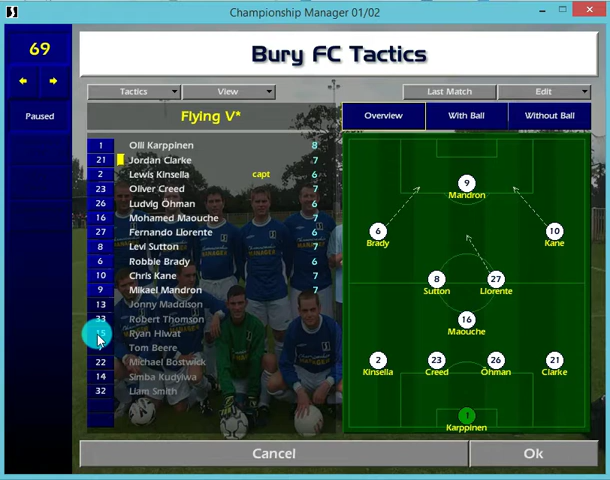 Championship Manager 01/02
69
Bury FC Tactics
Paused
Tactics
View
Last Match
Edit
Flying V*
Overview
With Ball
Without Ball
1 Olli Karppinen 8
21 Jordan Clarke 7
2 Lewis Kinsella capt 6
23 Oliver Creed 7
26 Ludvig Öhman 6
16 Mohamed Maouche 7
27 Fernando Llorente 6
8 Levi Sutton 7
6 Robbie Brady 6
10 Chris Kane 7
9 Mikael Mandron 7
13 Jonny Maddison
33 Robert Thomson
15 Ryan Hiwat
Tom Beere
22 Michael Bostwick
14 Simba Kudyiwa
32 Liam Smith
9
Mandron
6
Brady
10
Kane
8
Sutton
27
Llorente
16
Maouche
2
Kinsella
23
Creed
26
Öhman
21
Clarke
1
Karppinen
Cancel
Ok